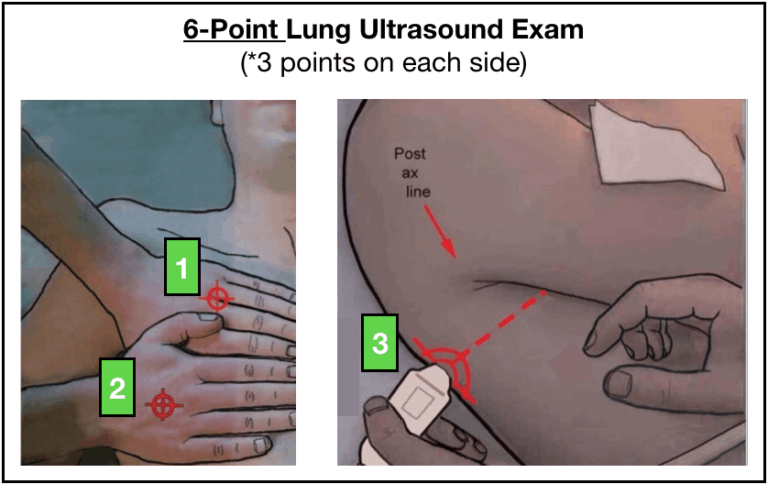 6-Point Lung Ultrasound Exam
(*3 points on each side)
1
2
Post
ax
line
3